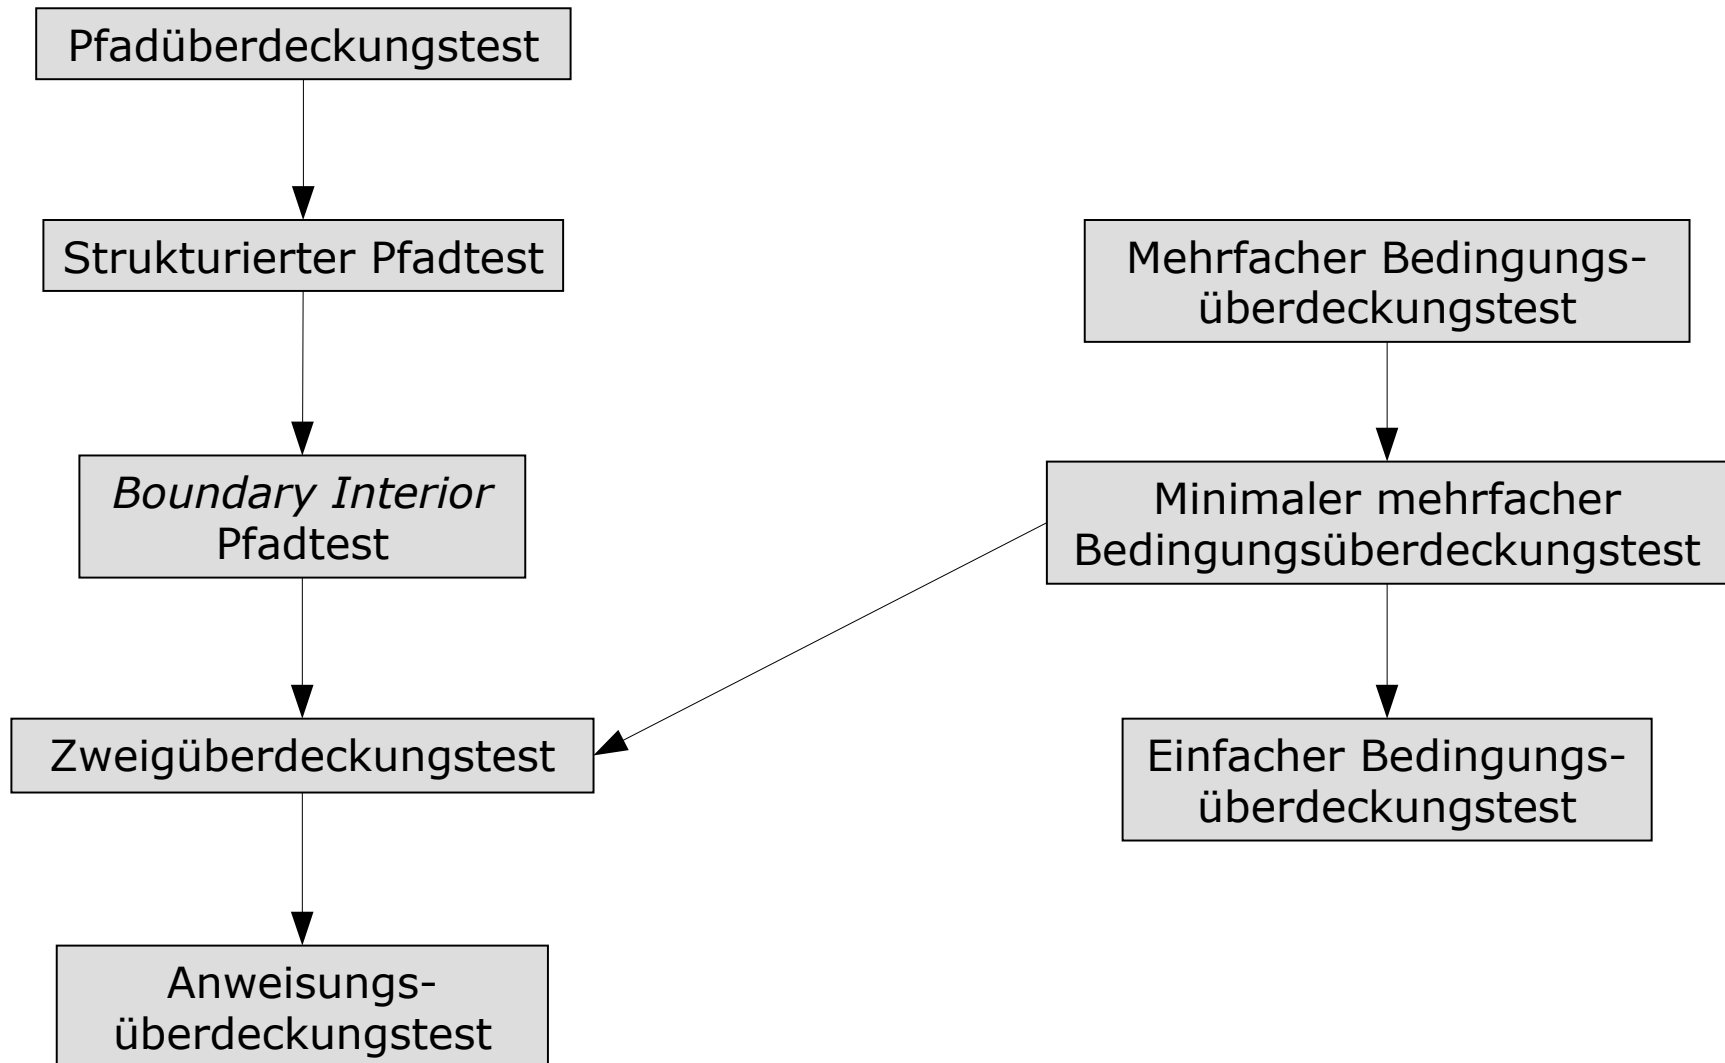 Pfadüberdeckungstest
Strukturierter Pfadtest
Mehrfacher Bedingungs-
überdeckungstest
Boundary Interior
Pfadtest
Minimaler mehrfacher
Bedingungsüberdeckungstest
Zweigüberdeckungstest
Einfacher Bedingungs-
überdeckungstest
Anweisungs-
überdeckungstest